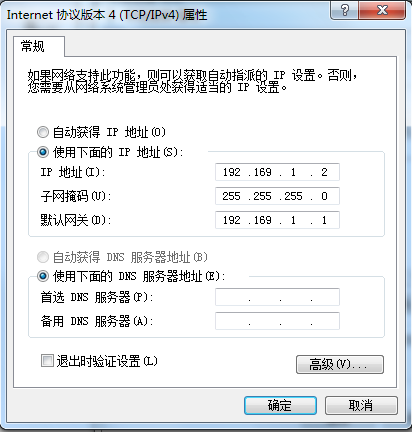 Internet 协议版本 4 (TCP/IPv4) 属性
常规
如果网络支持此功能，则可以获取自动指派的 IP 设置。否则，
您需要从网络系统管理员处获得适当的 IP 设置。
自动获得 IP 地址(O)
使用下面的 IP 地址(S):
IP 地址(I): 192 .169 . 1 . 2
子网掩码(U): 255 .255 .255 . 0
默认网关(D): 192 .169 . 1 . 1
自动获得 DNS 服务器地址(B)
使用下面的 DNS 服务器地址(E):
首选 DNS 服务器(P): . . .
备用 DNS 服务器(A): . . .
退出时验证设置(L)
高级(V)...
确定 取消